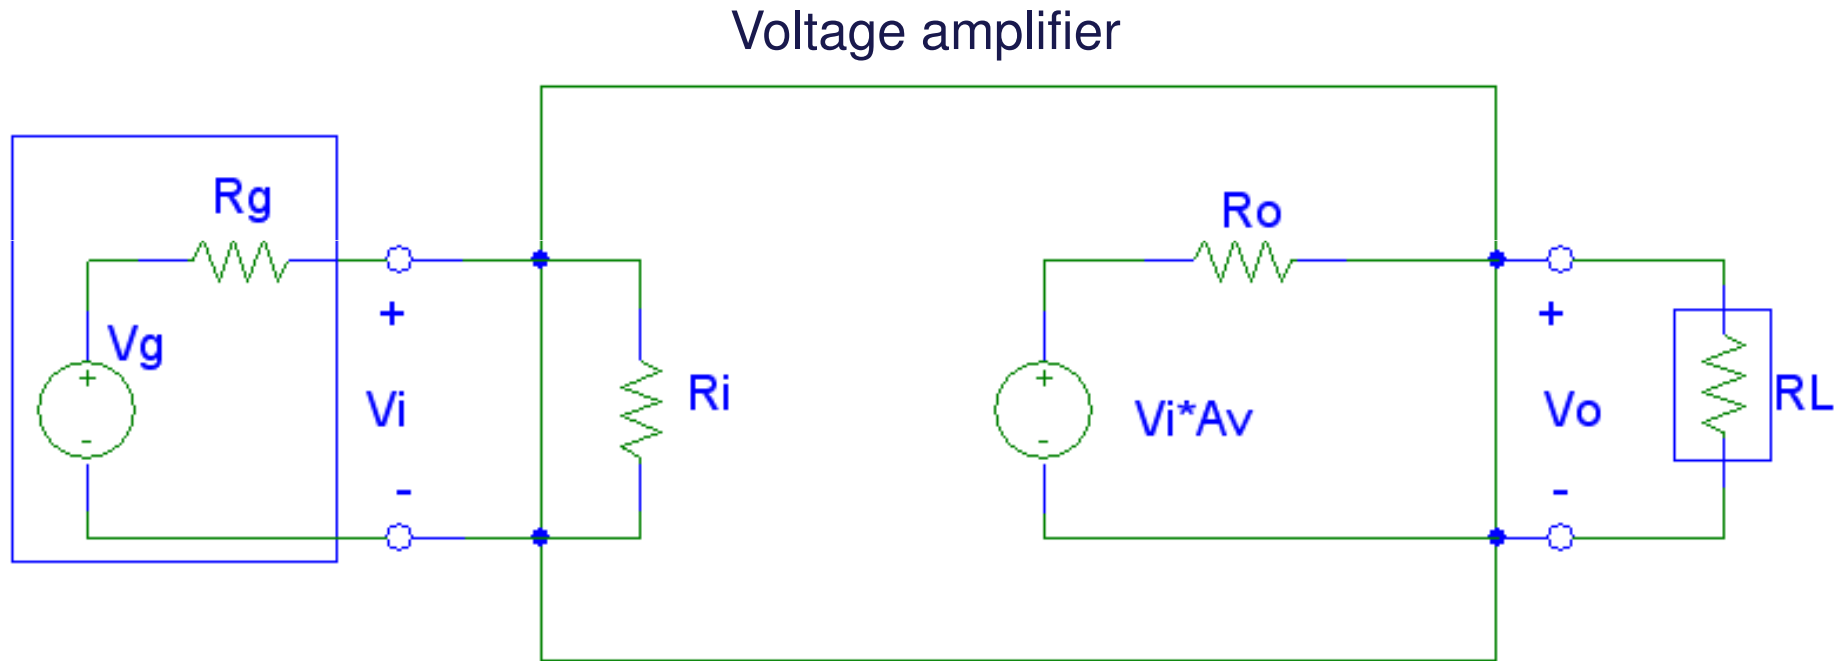 Voltage amplifier
Rg
Ro
+
+
Vg
+
+
Vi
Ri
Vi*Av
Vo
RL
-
-
-
-